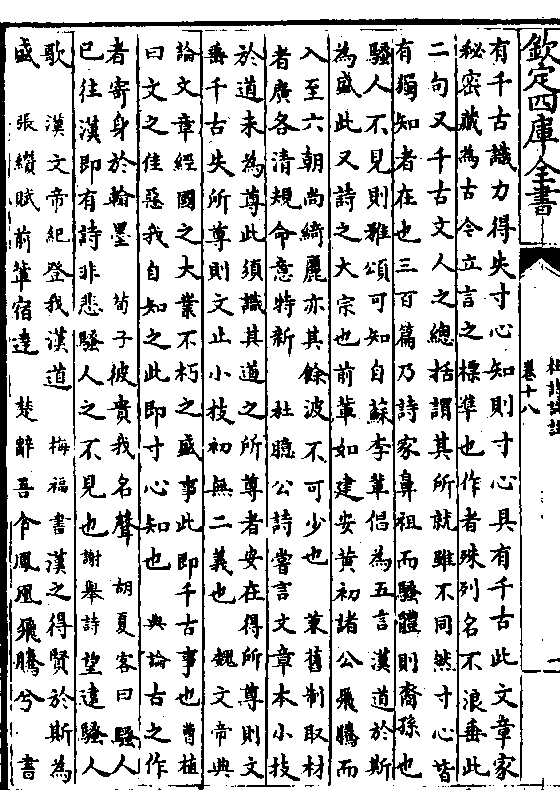 欽定四庫全書
杜詩詳註
卷十八
有千古識力得失寸心知則寸心具有千古此文章家
秘密藏為古今立言之標準也作者殊列名不浪垂此
二句又千古文人之總括謂其所就雖不同然寸心皆
有獨知者在也三百篇乃詩家鼻祖而騷體則裔孫也
騷人不見則雅頌可知自蘇李軰倡為五言漢道於斯
為盛此又詩之大宗也前軰如建安黃初諸公飛騰而
入至六朝尚綺麗亦其餘波不可少也 葉舊制取材
者廣各清規命意特新 杜臆公詩嘗言文章本小技
於道未為尊此須識其道之所尊者安在得所尊則文
垂千古失所尊則文止小技初無二義也 魏文帝典
論文章經國之大業不朽之盛事此即千古事也曹植
曰文之佳惡我自知之此即寸心知也 典論古之作
者寄身於翰墨 荀子彼貴我名聲 胡夏客曰騷人
已往漢即有詩非悲騷人之不見也謝舉詩望遠騷人
歌 漢文帝紀登我漢道 梅福書漢之得賢於斯為
盛 張纘賦前軰宿達 楚辭吾令鳳凰飛騰兮 書